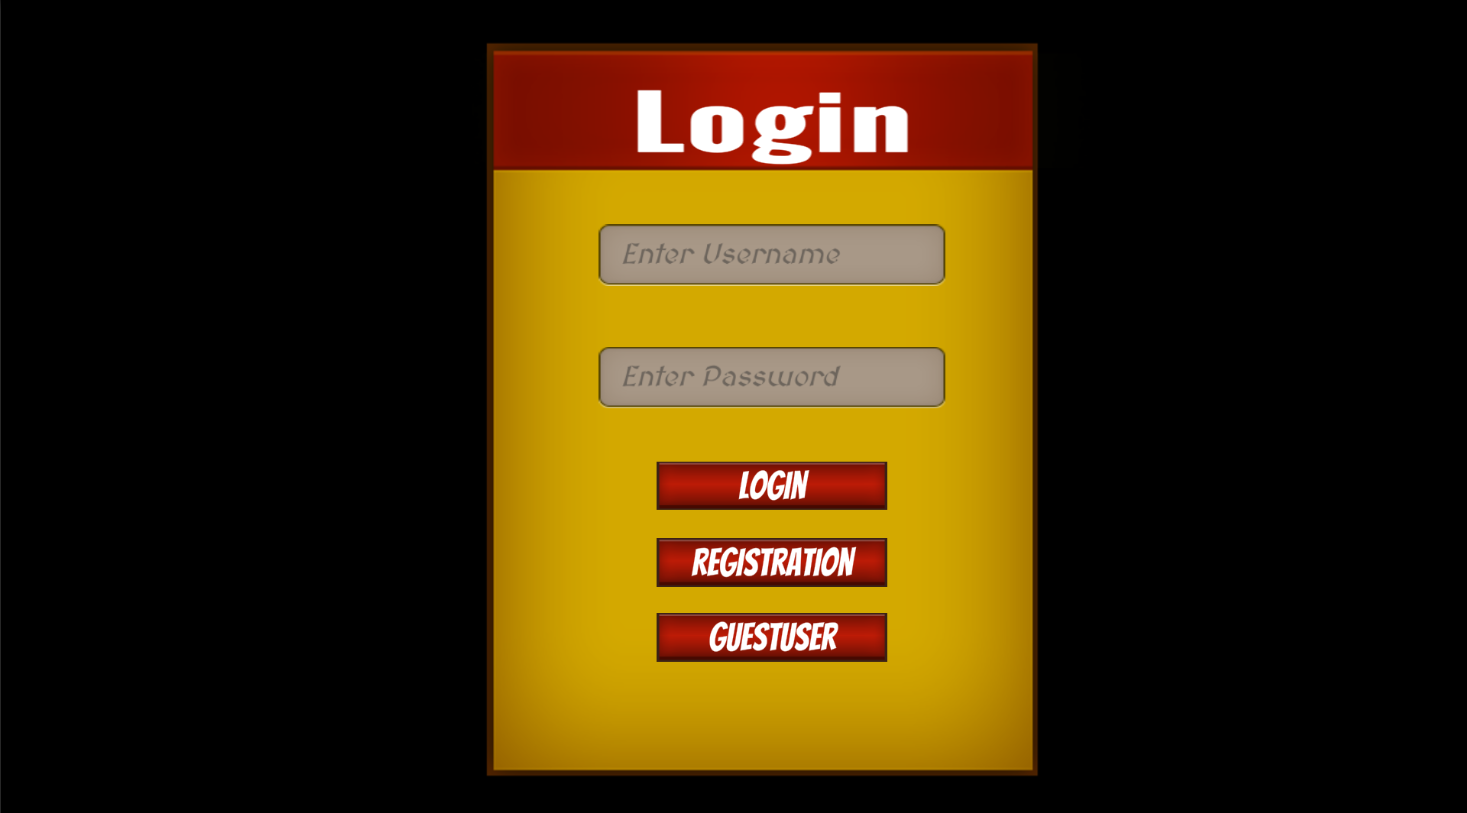 Login
Enter Username
Enter Password
LOGIN
REGISTRATION
GUESTUSER